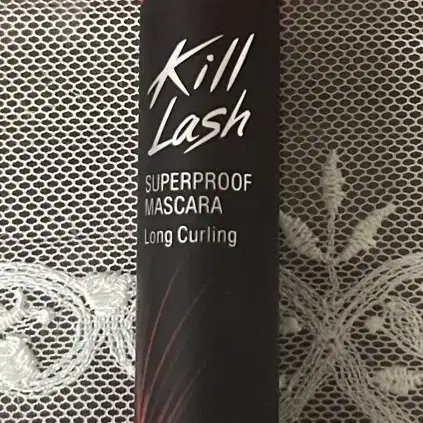 Kill
Lash
SUPERPROOF
MASCARA
Long Curling